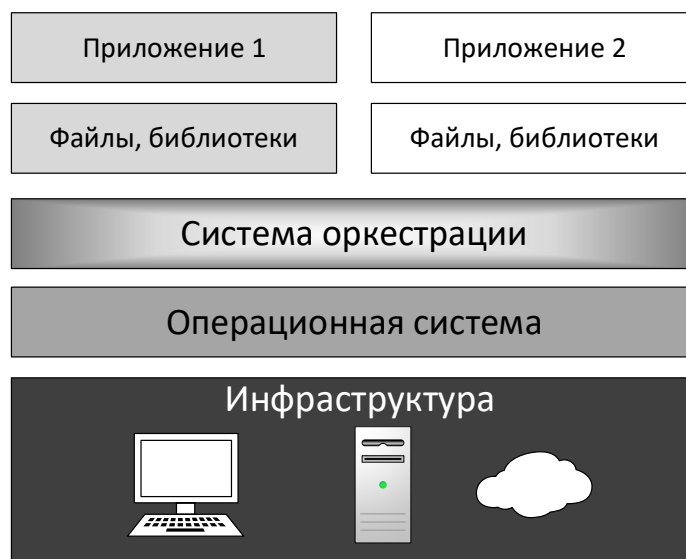 Приложение 1
Приложение 2
Файлы, библиотеки
Файлы, библиотеки
Система оркестрации
Операционная система
Инфраструктура